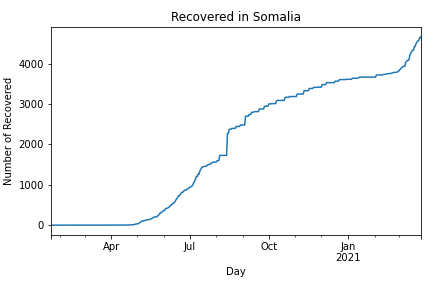 Recovered in Somalia
Number of Recovered
4000
3000
2000
1000
0
Apr
Jul
Oct
Jan
2021
Day